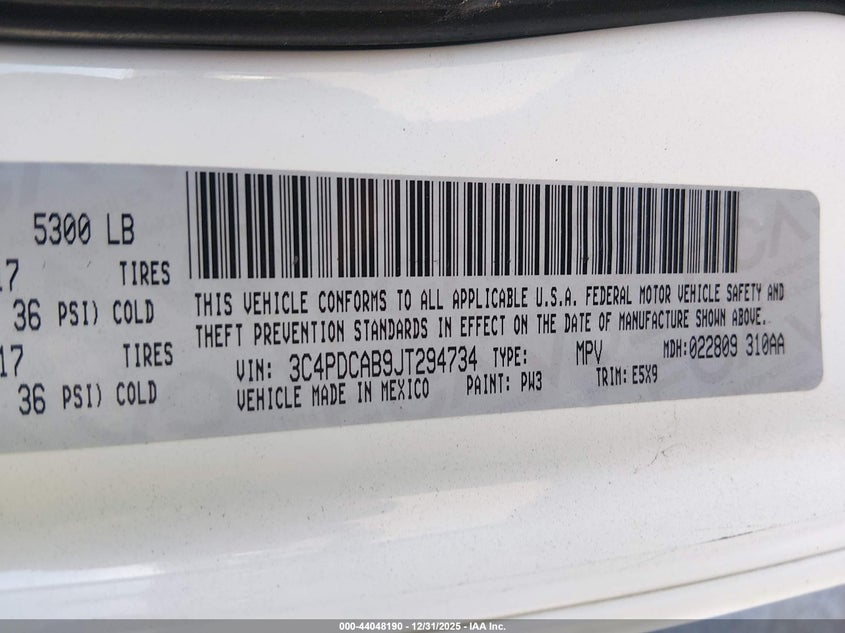 5300 LB
17 TIRES
36 PSI) COLD
17 TIRES
36 PSI) COLD
THIS VEHICLE CONFORMS TO ALL APPLICABLE U.S.A. FEDERAL MOTOR VEHICLE SAFETY AND
THEFT PREVENTION STANDARDS IN EFFECT ON THE DATE OF MANUFACTURE SHOWN ABOVE.
VIN: 3C4PDCAB9JT294734 TYPE: MPV MDH:022809 310AA
VEHICLE MADE IN MEXICO PAINT: PW3 TRIM: E5X9
000-44048190 - 12/31/2025 - IAA Inc.